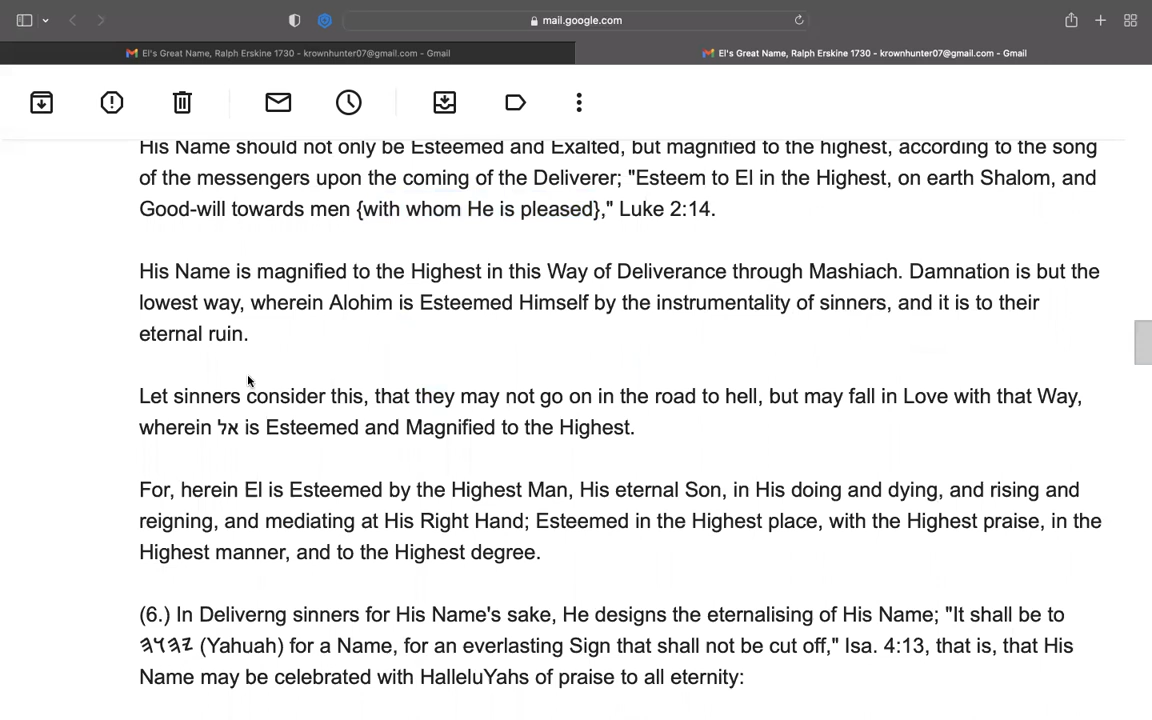 mail.google.com
El's Great Name, Ralph Erskine 1730 - krownhunter07@gmail.com - Gmail
El's Great Name, Ralph Erskine 1730 - krownhunter07@gmail.com - Gmail
His Name should not only be Esteemed and Exalted, but magnified to the highest, according to the song
of the messengers upon the coming of the Deliverer; "Esteem to El in the Highest, on earth Shalom, and
Good-will towards men {with whom He is pleased}," Luke 2:14.
His Name is magnified to the Highest in this Way of Deliverance through Mashiach. Damnation is but the
lowest way, wherein Alohim is Esteemed Himself by the instrumentality of sinners, and it is to their
eternal ruin.
Let sinners consider this, that they may not go on in the road to hell, but may fall in Love with that Way,
wherein אל is Esteemed and Magnified to the Highest.
For, herein El is Esteemed by the Highest Man, His eternal Son, in His doing and dying, and rising and
reigning, and mediating at His Right Hand; Esteemed in the Highest place, with the Highest praise, in the
Highest manner, and to the Highest degree.
(6.) In Deliverng sinners for His Name's sake, He designs the eternalising of His Name; "It shall be to
𐤉𐤄𐤅𐤄 (Yahuah) for a Name, for an everlasting Sign that shall not be cut off," Isa. 4:13, that is, that His
Name may be celebrated with HalleluYahs of praise to all eternity: